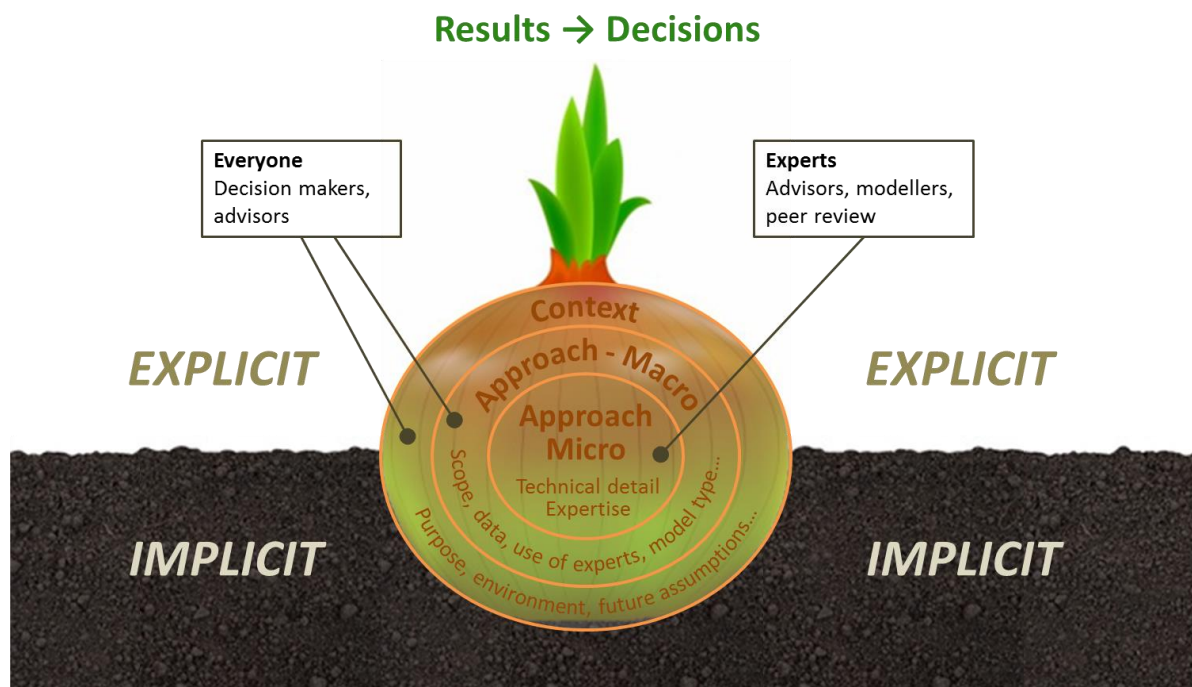 Results → Decisions
Everyone
Decision makers,
advisors
Experts
Advisors, modellers,
peer review
Context
Approach - Macro
Approach
Micro
Technical detail
Expertise
Scope, data, use of experts, model type...
Purpose, environment, future assumptions...
EXPLICIT
EXPLICIT
IMPLICIT
IMPLICIT